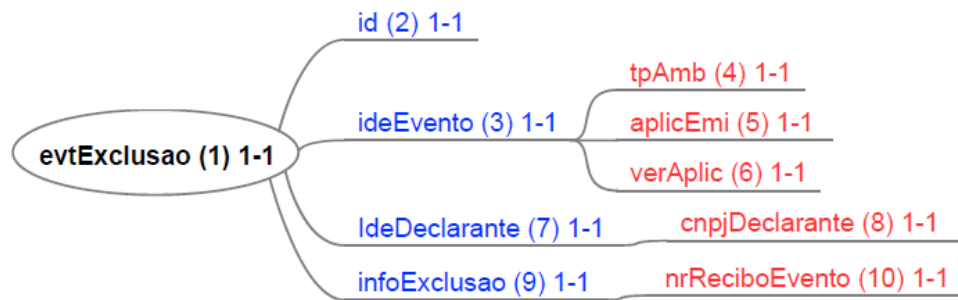 evtExclusao (1) 1-1
id (2) 1-1
ideEvento (3) 1-1
tpAmb (4) 1-1
aplicEmi (5) 1-1
verAplic (6) 1-1
IdeDeclarante (7) 1-1
cnpjDeclarante (8) 1-1
infoExclusao (9) 1-1
nrReciboEvento (10) 1-1